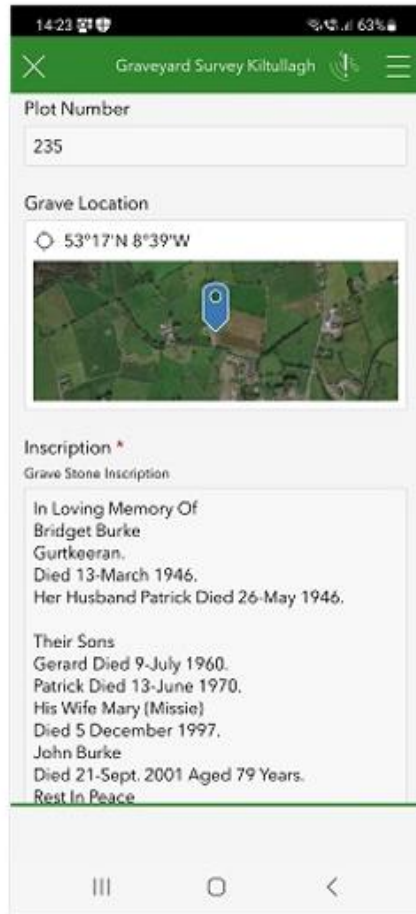 14:23
63%
Graveyard Survey Kiltullagh
Plot Number
235
Grave Location
53°17'N 8°39'W
Inscription *
Grave Stone Inscription
In Loving Memory Of
Bridget Burke
Gurtkeeran.
Died 13-March 1946.
Her Husband Patrick Died 26-May 1946.
Their Sons
Gerard Died 9-July 1960.
Patrick Died 13-June 1970.
His Wife Mary (Missie)
Died 5 December 1997.
John Burke
Died 21-Sept. 2001 Aged 79 Years.
Rest In Peace